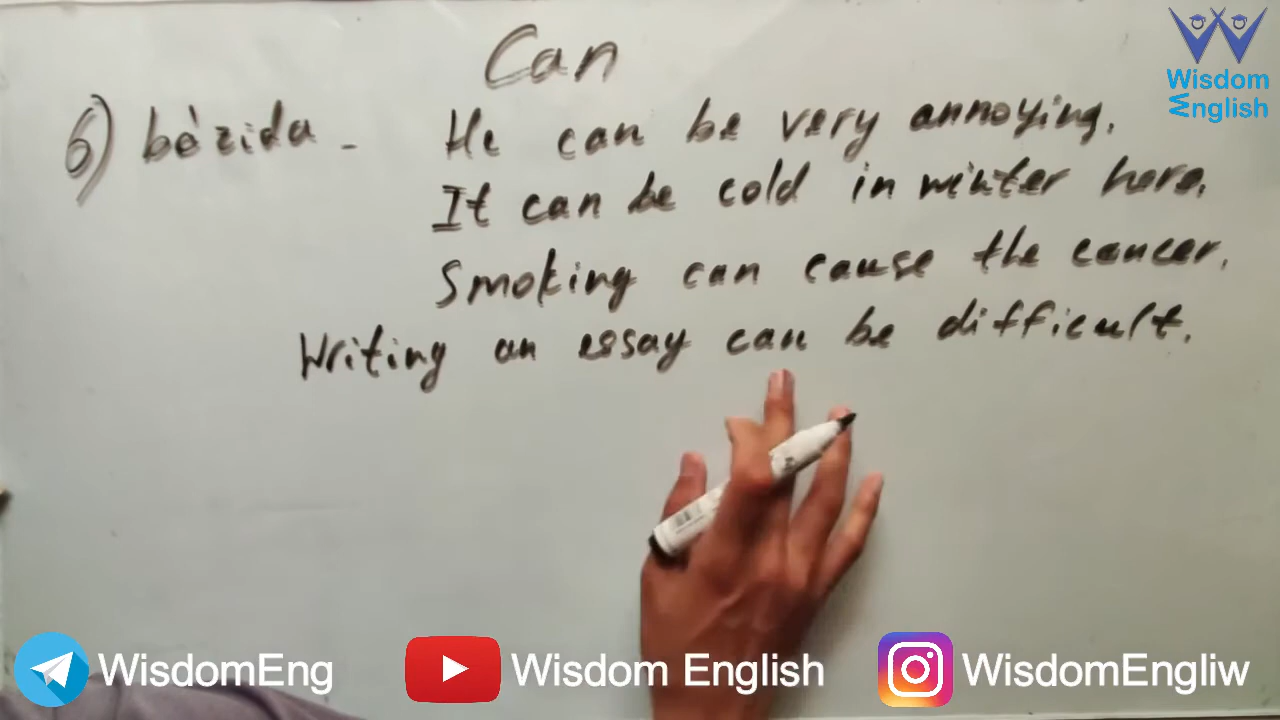 Can
6) bézida - He can be very annoying.
It can be cold in winter here.
Smoking can cause the cancer.
Writing an essay can be difficult.
Wisdom
English
WisdomEng
Wisdom English
WisdomEngliw